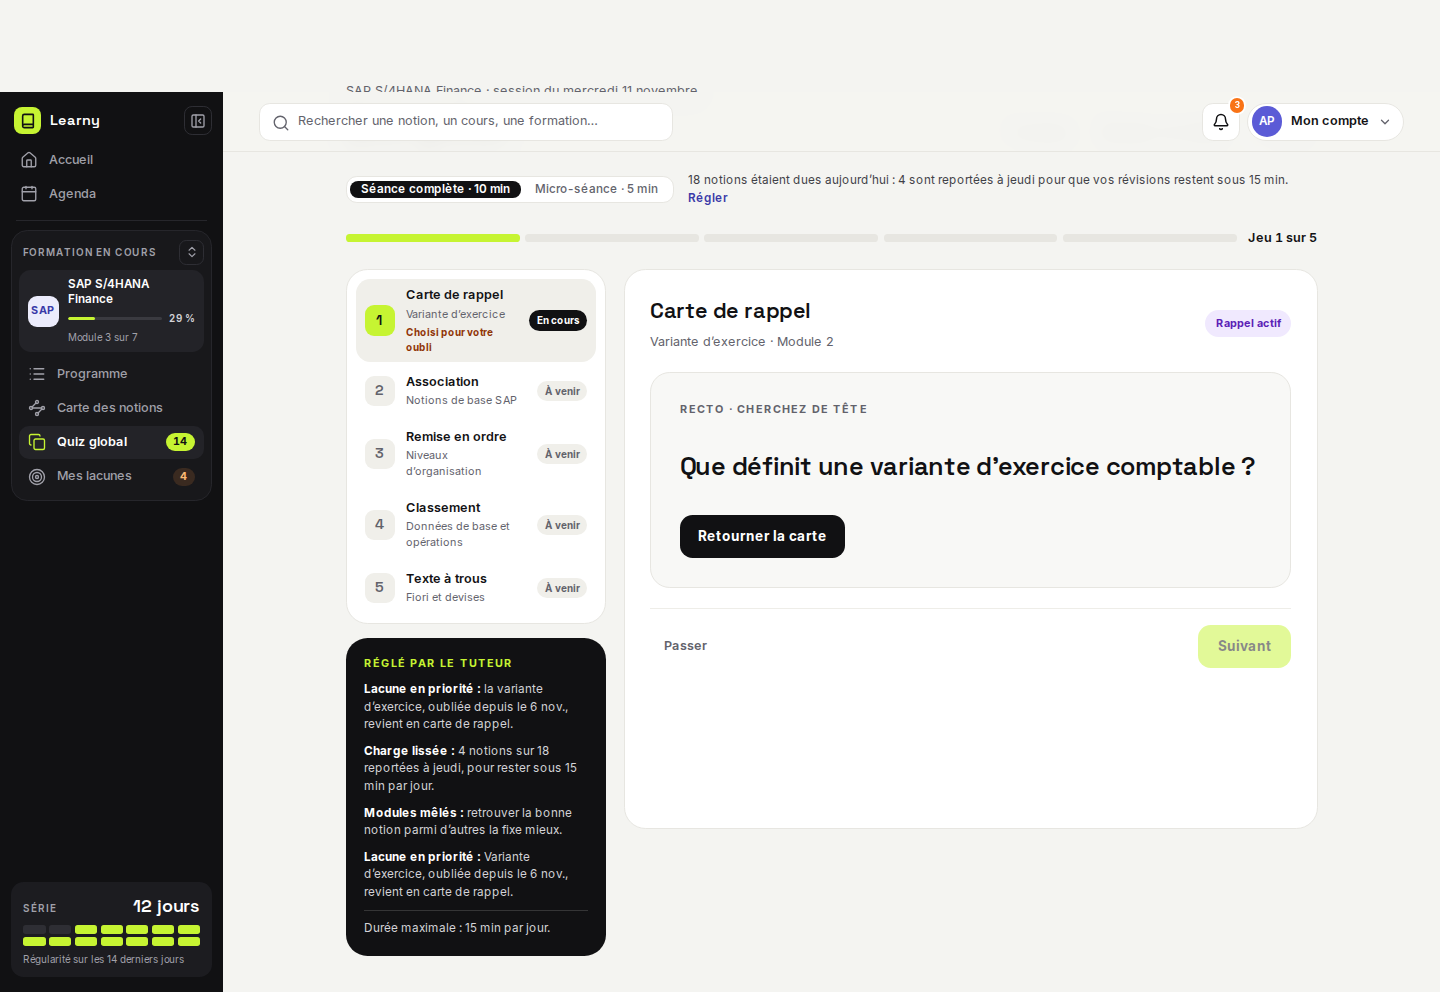 SAP S/4HANA Finance · session du mercredi 11 novembre
Learny
Rechercher une notion, un cours, une formation...
3
AP
Mon compte
Accueil
Agenda
FORMATION EN COURS
SAP
SAP S/4HANA
Finance
29 %
Module 3 sur 7
Programme
Carte des notions
Quiz global
14
Mes lacunes
4
SÉRIE
12 jours
Régularité sur les 14 derniers jours
Séance complète · 10 min
Micro-séance · 5 min
18 notions étaient dues aujourd’hui : 4 sont reportées à jeudi pour que vos révisions restent sous 15 min.
Régler
Jeu 1 sur 5
1
Carte de rappel
Variante d’exercice
Choisi pour votre
oubli
En cours
2
Association
Notions de base SAP
À venir
3
Remise en ordre
Niveaux
d’organisation
À venir
4
Classement
Données de base et
opérations
À venir
5
Texte à trous
Fiori et devises
À venir
RÉGLÉ PAR LE TUTEUR
Lacune en priorité : la variante
d’exercice, oubliée depuis le 6 nov.,
revient en carte de rappel.
Charge lissée : 4 notions sur 18
reportées à jeudi, pour rester sous 15
min par jour.
Modules mêlés : retrouver la bonne
notion parmi d’autres la fixe mieux.
Lacune en priorité : Variante
d’exercice, oubliée depuis le 6 nov.,
revient en carte de rappel.
Durée maximale : 15 min par jour.
Carte de rappel
Variante d’exercice · Module 2
Rappel actif
RECTO · CHERCHEZ DE TÊTE
Que définit une variante d’exercice comptable ?
Retourner la carte
Passer
Suivant